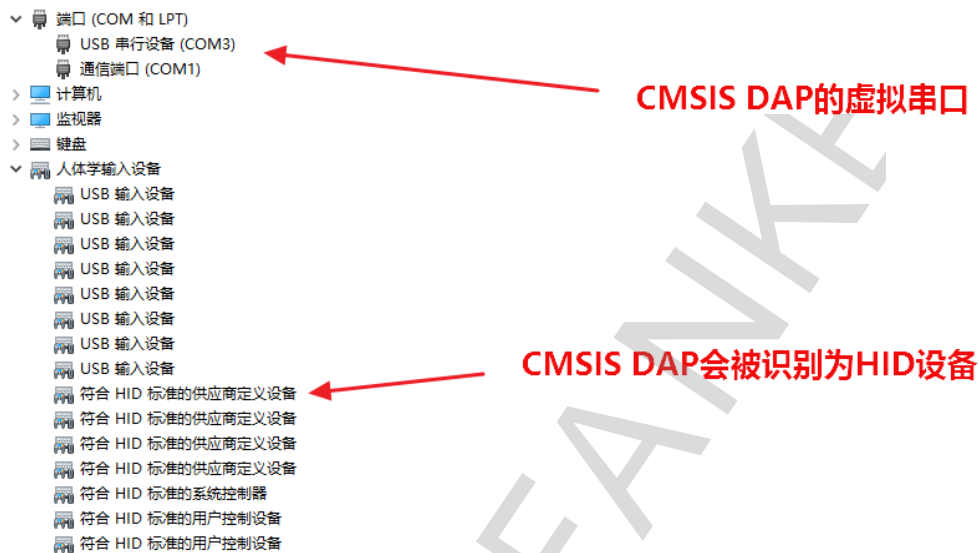 端口 (COM 和 LPT)
USB 串行设备 (COM3)
通信端口 (COM1)
CMSIS DAP的虚拟串口
计算机
监视器
键盘
人体学输入设备
USB 输入设备
USB 输入设备
USB 输入设备
USB 输入设备
USB 输入设备
USB 输入设备
USB 输入设备
USB 输入设备
CMSIS DAP会被识别为HID设备
符合 HID 标准的供应商定义设备
符合 HID 标准的供应商定义设备
符合 HID 标准的供应商定义设备
符合 HID 标准的供应商定义设备
符合 HID 标准的系统控制器
符合 HID 标准的用户控制设备
符合 HID 标准的用户控制设备